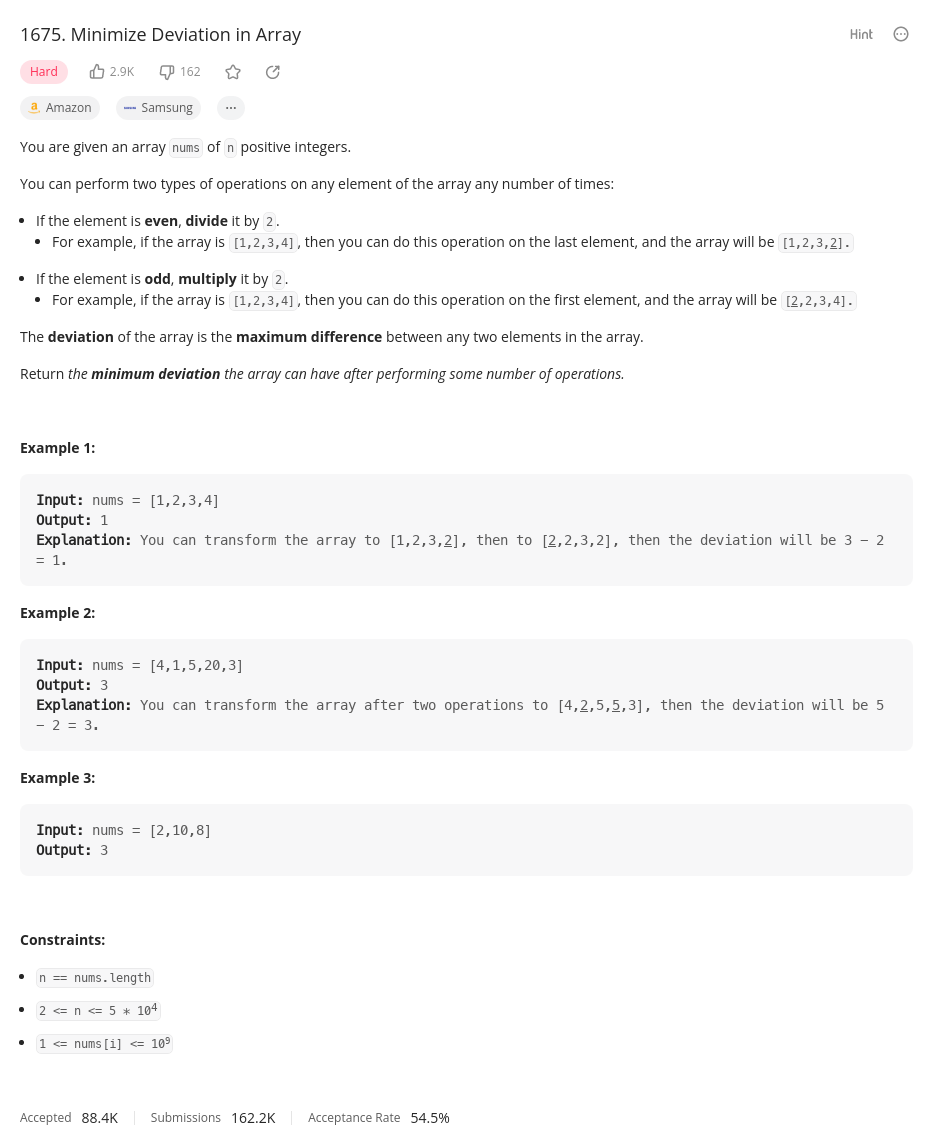 1675. Minimize Deviation in Array
Hint
Hard 2.9K 162
Amazon Samsung ...
You are given an array nums of n positive integers.
You can perform two types of operations on any element of the array any number of times:
• If the element is even, divide it by 2.
• For example, if the array is [1,2,3,4], then you can do this operation on the last element, and the array will be [1,2,3,2].
• If the element is odd, multiply it by 2.
• For example, if the array is [1,2,3,4], then you can do this operation on the first element, and the array will be [2,2,3,4].
The deviation of the array is the maximum difference between any two elements in the array.
Return the minimum deviation the array can have after performing some number of operations.
Example 1:
Input: nums = [1,2,3,4]
Output: 1
Explanation: You can transform the array to [1,2,3,2], then to [2,2,3,2], then the deviation will be 3 - 2
= 1.
Example 2:
Input: nums = [4,1,5,20,3]
Output: 3
Explanation: You can transform the array after two operations to [4,2,5,5,3], then the deviation will be 5
- 2 = 3.
Example 3:
Input: nums = [2,10,8]
Output: 3
Constraints:
• n == nums.length
• 2 <= n <= 5 * 10⁴
• 1 <= nums[i] <= 10⁹
Accepted 88.4K Submissions 162.2K Acceptance Rate 54.5%